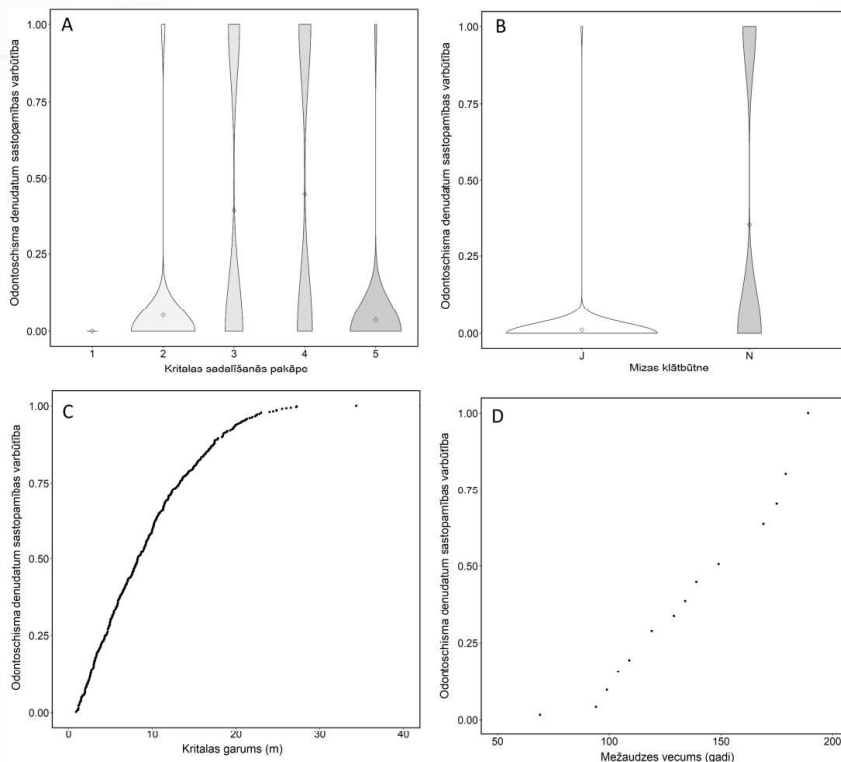 A
Odontoschisma denudatum sastopamības varbūtība
1.00
0.75
0.50
0.25
0.00
1 2 3 4 5
Kritalas sadalīšanās pakāpe
B
Odontoschisma denudatum sastopamības varbūtība
1.00
0.75
0.50
0.25
0.00
J N
Mizas klātbūtne
C
Odontoschisma denudatum sastopamības varbūtība
1.00
0.75
0.50
0.25
0.00
0 10 20 30 40
Kritalas garums (m)
D
Odontoschisma denudatum sastopamības varbūtība
1.00
0.75
0.50
0.25
0.00
50 100 150 200
Mežaudzes vecums (gadi)